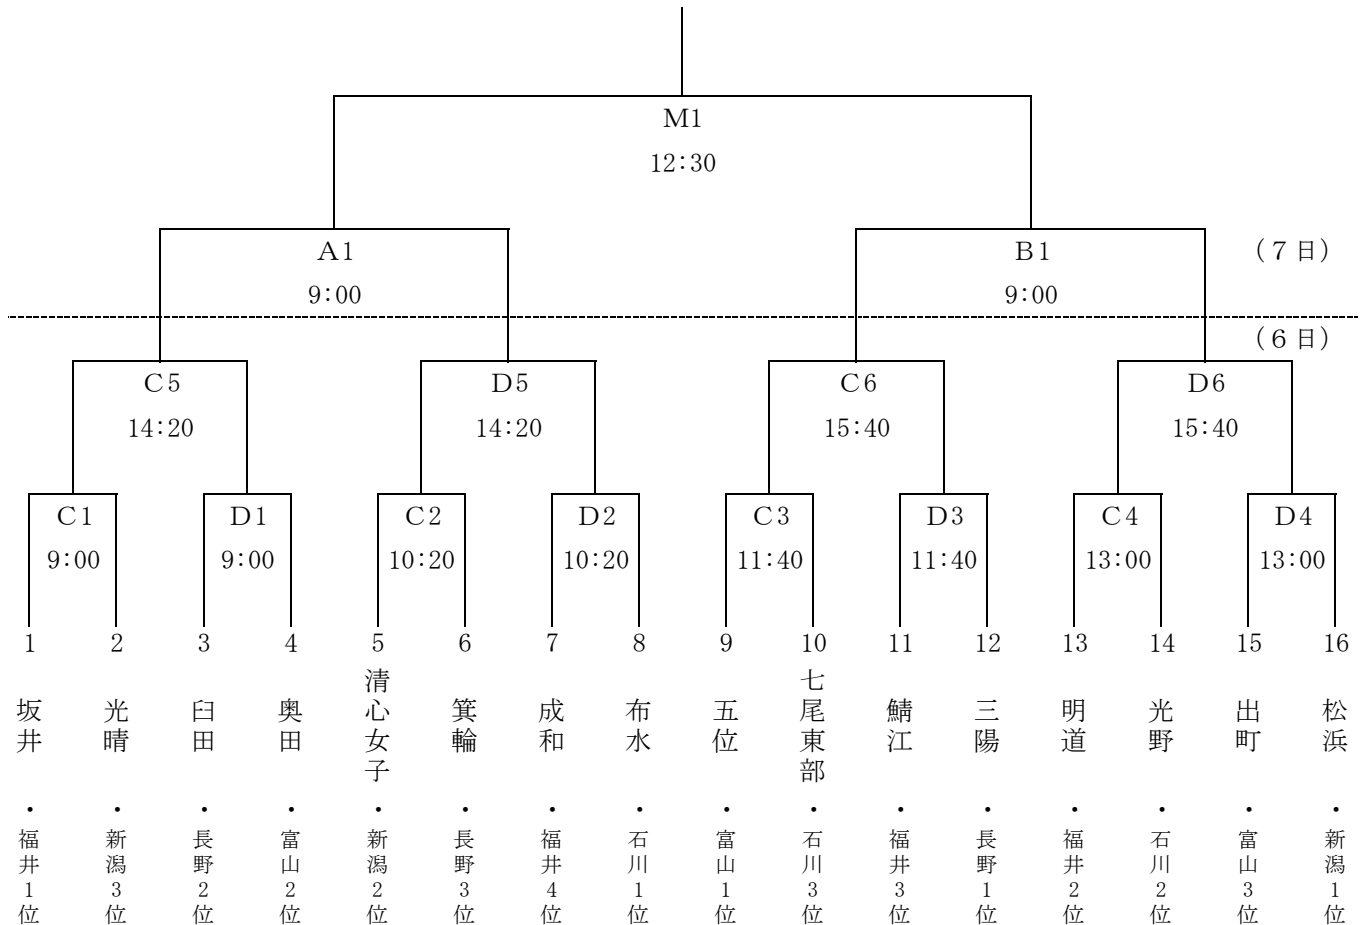 M1
12:30
A1
B1
(7日)
9:00
9:00
(6日)
C5
D5
C6
D6
14:20
14:20
15:40
15:40
C1
D1
C2
D2
C3
D3
C4
D4
9:00
9:00
10:20
10:20
11:40
11:40
13:00
13:00
1
2
3
4
5
6
7
8
9
10
11
12
13
14
15
16
坂井・福井1位
光晴・新潟3位
臼田・長野2位
奥田・富山2位
清心女子・新潟2位
箕輪・長野3位
成和・福井4位
布水・石川1位
五位・富山1位
七尾東部・石川3位
鯖江・福井3位
三陽・長野1位
明道・福井2位
光野・石川2位
出町・富山3位
松浜・新潟1位